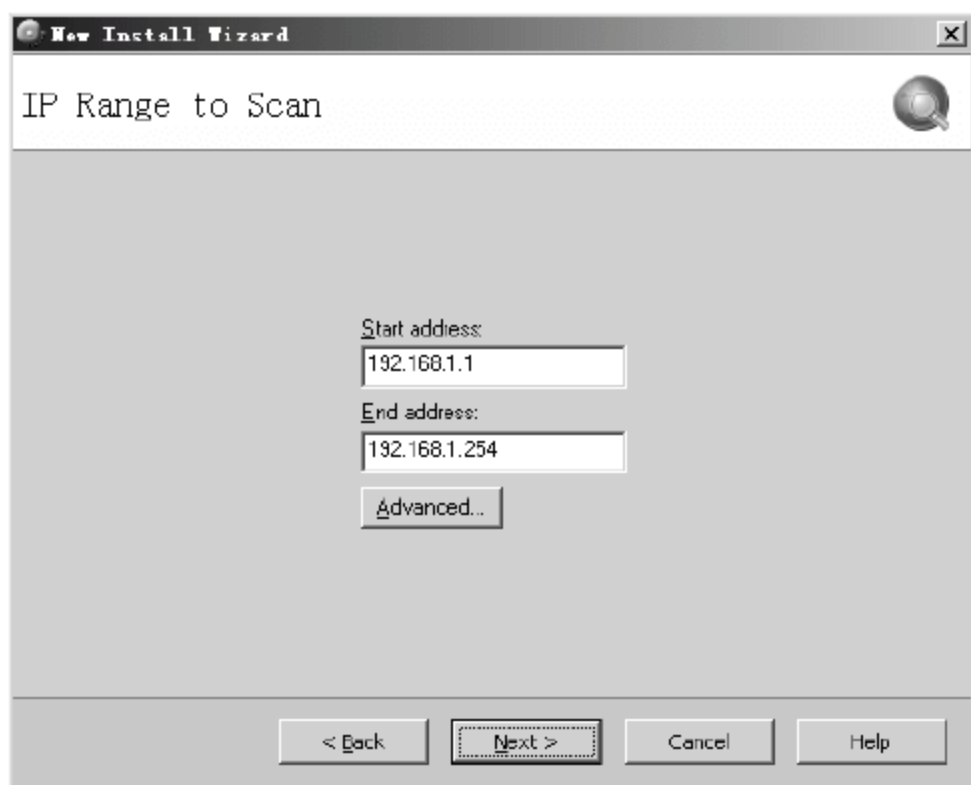 New Install Wizard
IP Range to Scan
Start address:
192.168.1.1
End address:
192.168.1.254
Advanced...
< Back Next > Cancel Help